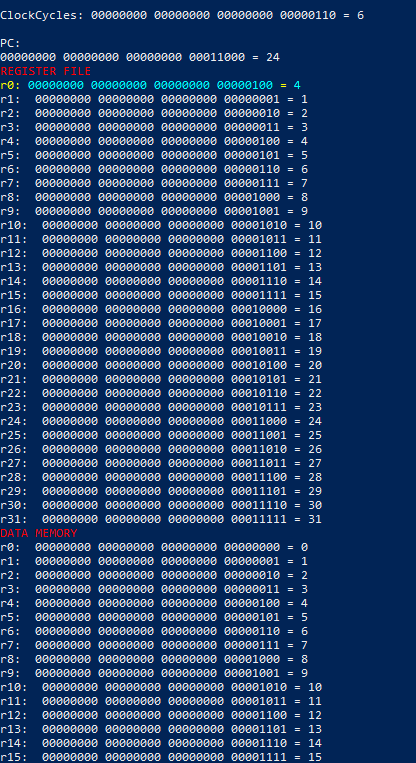 ClockCycles: 00000000 00000000 00000000 00000110 = 6
PC:
00000000 00000000 00000000 00011000 = 24
REGISTER FILE
r0: 00000000 00000000 00000000 00000100 = 4
r1: 00000000 00000000 00000000 00000001 = 1
r2: 00000000 00000000 00000000 00000010 = 2
r3: 00000000 00000000 00000000 00000011 = 3
r4: 00000000 00000000 00000000 00000100 = 4
r5: 00000000 00000000 00000000 00000101 = 5
r6: 00000000 00000000 00000000 00000110 = 6
r7: 00000000 00000000 00000000 00000111 = 7
r8: 00000000 00000000 00000000 00001000 = 8
r9: 00000000 00000000 00000000 00001001 = 9
r10: 00000000 00000000 00000000 00001010 = 10
r11: 00000000 00000000 00000000 00001011 = 11
r12: 00000000 00000000 00000000 00001100 = 12
r13: 00000000 00000000 00000000 00001101 = 13
r14: 00000000 00000000 00000000 00001110 = 14
r15: 00000000 00000000 00000000 00001111 = 15
r16: 00000000 00000000 00000000 00010000 = 16
r17: 00000000 00000000 00000000 00010001 = 17
r18: 00000000 00000000 00000000 00010010 = 18
r19: 00000000 00000000 00000000 00010011 = 19
r20: 00000000 00000000 00000000 00010100 = 20
r21: 00000000 00000000 00000000 00010101 = 21
r22: 00000000 00000000 00000000 00010110 = 22
r23: 00000000 00000000 00000000 00010111 = 23
r24: 00000000 00000000 00000000 00011000 = 24
r25: 00000000 00000000 00000000 00011001 = 25
r26: 00000000 00000000 00000000 00011010 = 26
r27: 00000000 00000000 00000000 00011011 = 27
r28: 00000000 00000000 00000000 00011100 = 28
r29: 00000000 00000000 00000000 00011101 = 29
r30: 00000000 00000000 00000000 00011110 = 30
r31: 00000000 00000000 00000000 00011111 = 31
DATA MEMORY
r0: 00000000 00000000 00000000 00000000 = 0
r1: 00000000 00000000 00000000 00000001 = 1
r2: 00000000 00000000 00000000 00000010 = 2
r3: 00000000 00000000 00000000 00000011 = 3
r4: 00000000 00000000 00000000 00000100 = 4
r5: 00000000 00000000 00000000 00000101 = 5
r6: 00000000 00000000 00000000 00000110 = 6
r7: 00000000 00000000 00000000 00000111 = 7
r8: 00000000 00000000 00000000 00001000 = 8
r9: 00000000 00000000 00000000 00001001 = 9
r10: 00000000 00000000 00000000 00001010 = 10
r11: 00000000 00000000 00000000 00001011 = 11
r12: 00000000 00000000 00000000 00001100 = 12
r13: 00000000 00000000 00000000 00001101 = 13
r14: 00000000 00000000 00000000 00001110 = 14
r15: 00000000 00000000 00000000 00001111 = 15